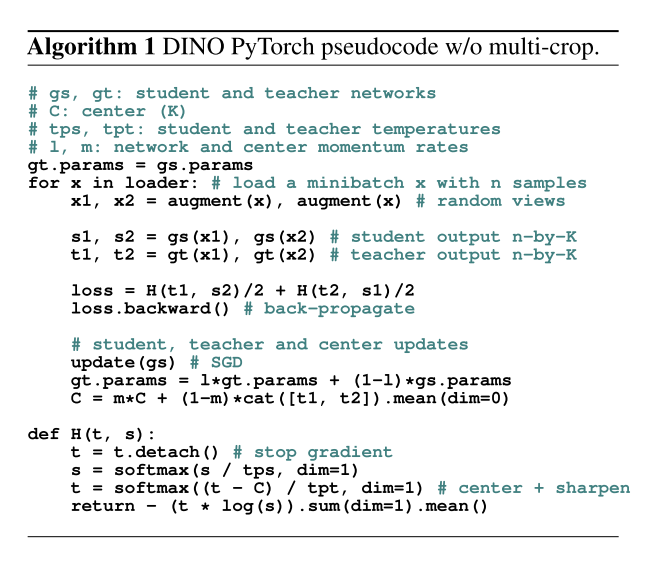 Algorithm 1 DINO PyTorch pseudocode w/o multi-crop.
# gs, gt: student and teacher networks
# C: center (K)
# tps, tpt: student and teacher temperatures
# l, m: network and center momentum rates
gt.params = gs.params
for x in loader: # load a minibatch x with n samples
    x1, x2 = augment(x), augment(x) # random views

    s1, s2 = gs(x1), gs(x2) # student output n-by-K
    t1, t2 = gt(x1), gt(x2) # teacher output n-by-K

    loss = H(t1, s2)/2 + H(t2, s1)/2
    loss.backward() # back-propagate

    # student, teacher and center updates
    update(gs) # SGD
    gt.params = l*gt.params + (1-l)*gs.params
    C = m*C + (1-m)*cat([t1, t2]).mean(dim=0)

def H(t, s):
    t = t.detach() # stop gradient
    s = softmax(s / tps, dim=1)
    t = softmax((t - C) / tpt, dim=1) # center + sharpen
    return - (t * log(s)).sum(dim=1).mean()